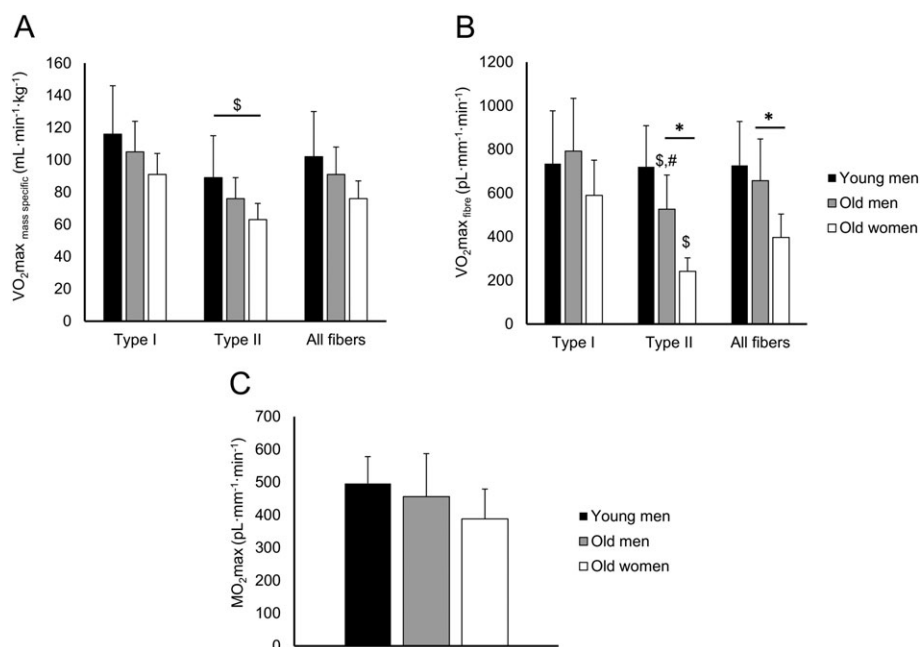 A
160
140
120
100
80
60
40
20
0
VO₂max mass specific (mL·min⁻¹·kg⁻¹)
$
Type I
Type II
All fibers
B
1200
1000
800
600
400
200
0
VO₂max fibre (pL·mm⁻¹·min⁻¹)
*
$,#
$
*
Type I
Type II
All fibers
Young men
Old men
Old women
C
700
600
500
400
300
200
100
0
MO₂max (pL·mm⁻¹·min⁻¹)
Young men
Old men
Old women